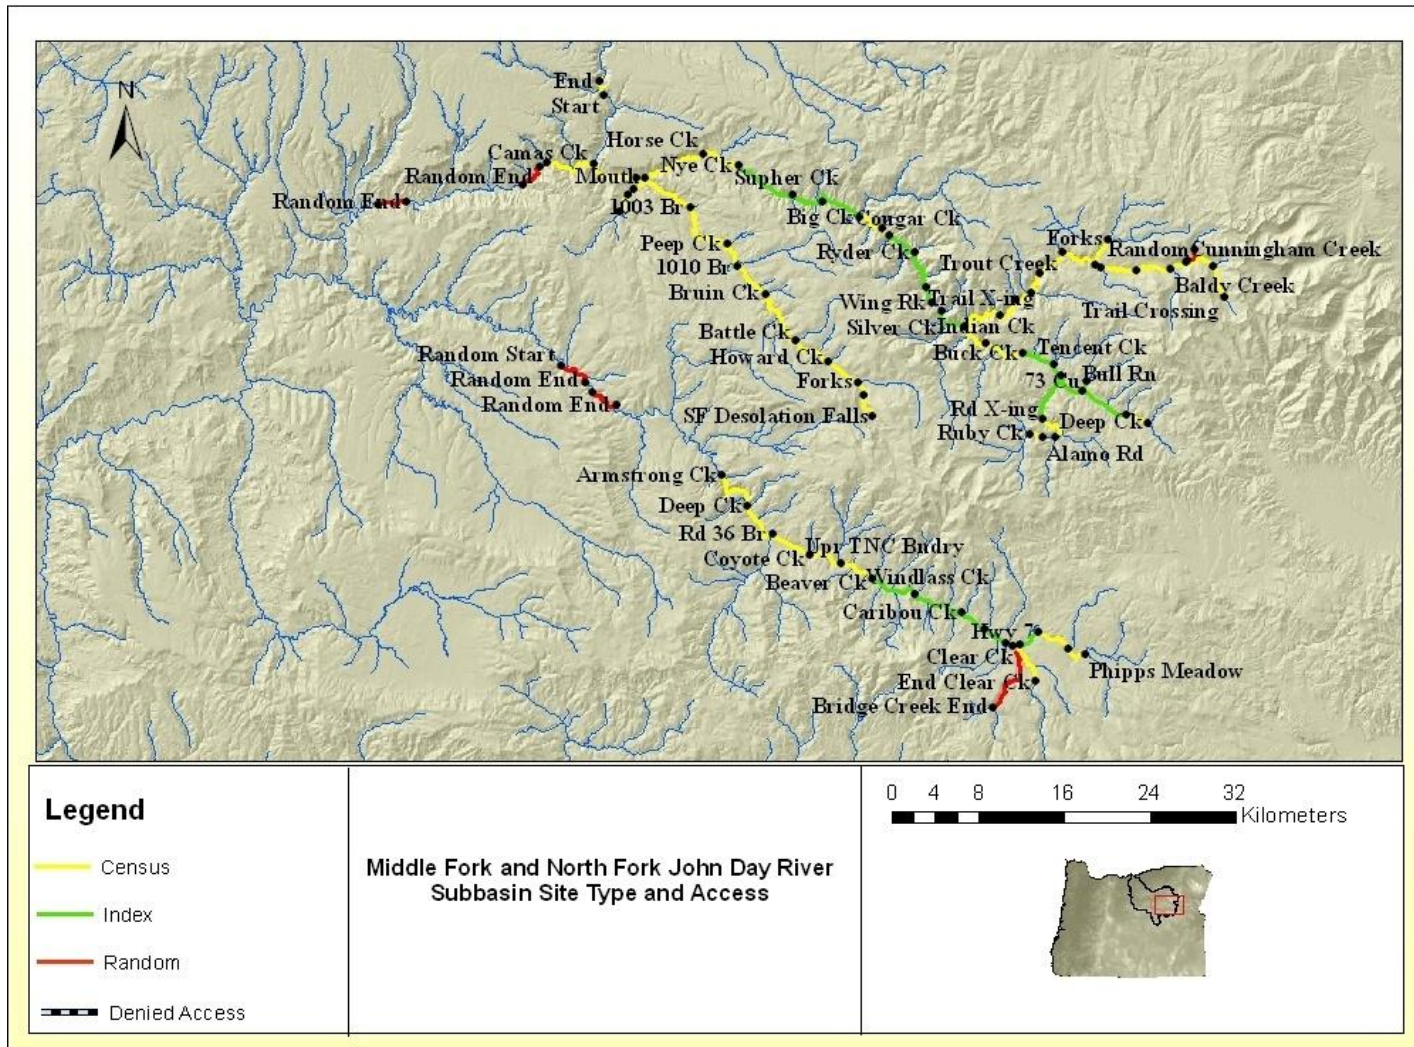 N
End
Start
Horse Ck
Camas Ck
Nye Ck
Random End
Mouth
Supher Ck
Random End
1003 Br
Big Ck
Cougar Ck
Peep Ck
Ryder Ck
Forks
Random
Cunningham Creek
1010 Br
Trout Creek
Bruin Ck
Baldy Creek
Wing Rk
Trail X-ing
Trail Crossing
Battle Ck
Silver Ck
Indian Ck
Random Start
Howard Ck
Buck Ck
Tencent Ck
Random End
Forks
73 Cu
Bull Rn
Random End
SF Desolation Falls
Rd X-ing
Deep Ck
Ruby Ck
Alamo Rd
Armstrong Ck
Deep Ck
Rd 36 Br
Coyote Ck
Upr TNC Bndry
Beaver Ck
Windlass Ck
Caribou Ck
Hwy 7
Clear Ck
Phipps Meadow
End Clear Ck
Bridge Creek End
Legend
Census
Index
Random
Denied Access
Middle Fork and North Fork John Day River
Subbasin Site Type and Access
0 4 8 16 24 32
Kilometers